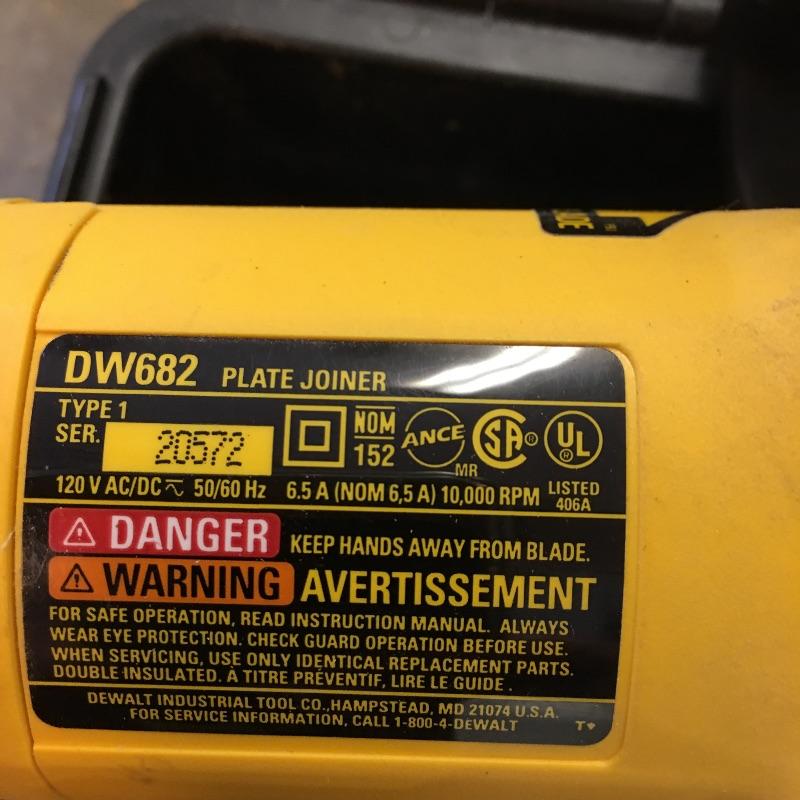 DW682 PLATE JOINER
TYPE 1
SER. 20572
NOM
152
ANCE
MR
SA ®
UL
120 V AC/DC ⎓ 50/60 Hz 6.5 A (NOM 6,5 A) 10,000 RPM
LISTED
406A
⚠ DANGER KEEP HANDS AWAY FROM BLADE.
⚠ WARNING AVERTISSEMENT
FOR SAFE OPERATION, READ INSTRUCTION MANUAL. ALWAYS
WEAR EYE PROTECTION. CHECK GUARD OPERATION BEFORE USE.
WHEN SERVICING, USE ONLY IDENTICAL REPLACEMENT PARTS.
DOUBLE INSULATED. À TITRE PRÉVENTIF, LIRE LE GUIDE.
DEWALT INDUSTRIAL TOOL CO., HAMPSTEAD, MD 21074 U.S.A.
FOR SERVICE INFORMATION, CALL 1-800-4-DEWALT